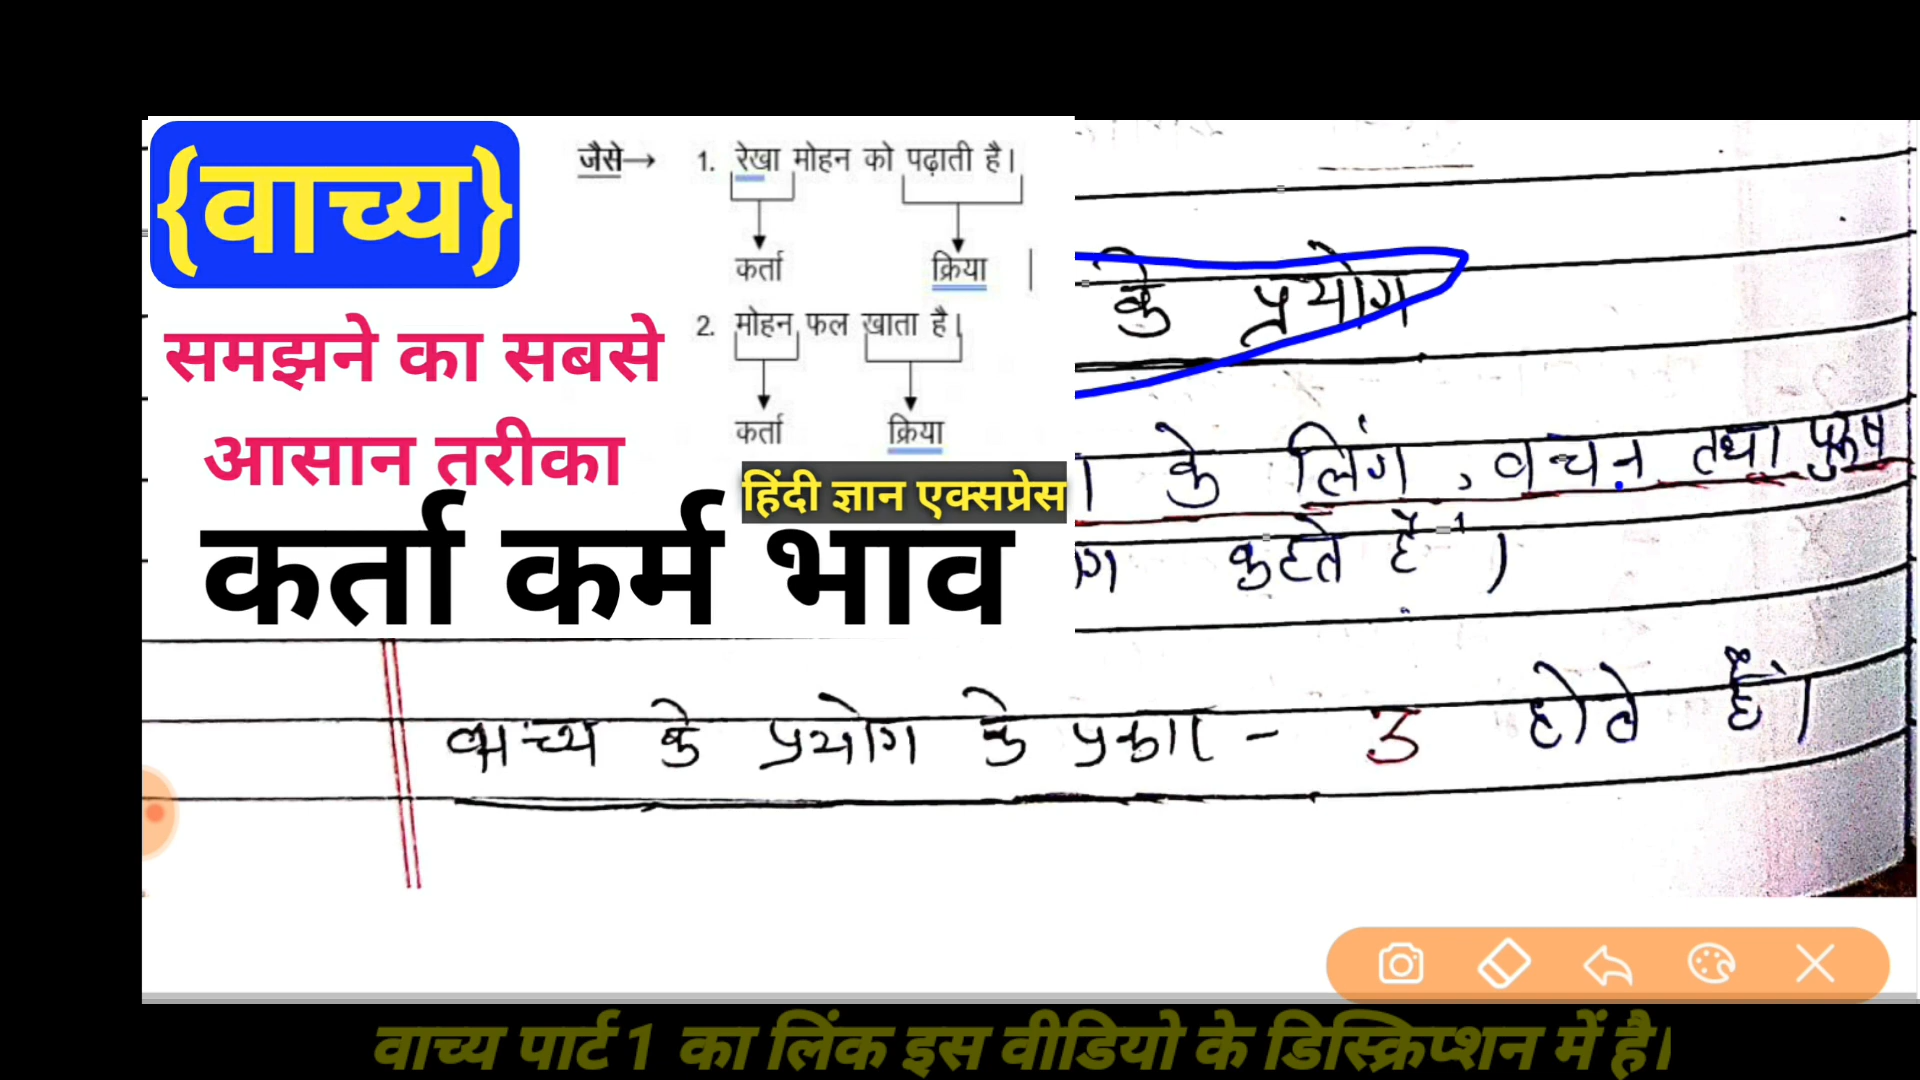 {वाच्य}
जैसे→ 1. रेखा मोहन को पढ़ाती है।
कर्ता क्रिया
2. मोहन फल खाता है।
कर्ता क्रिया
समझने का सबसे
आसान तरीका
हिंदी ज्ञान एक्सप्रेस
कर्ता कर्म भाव
के प्रयोग
के लिंग, वचन तथा पुरुष
कहते हैं।
वाच्य के प्रयोग के प्रकार - 3 होते हैं।
वाच्य पार्ट 1 का लिंक इस वीडियो के डिस्क्रिप्शन में है।